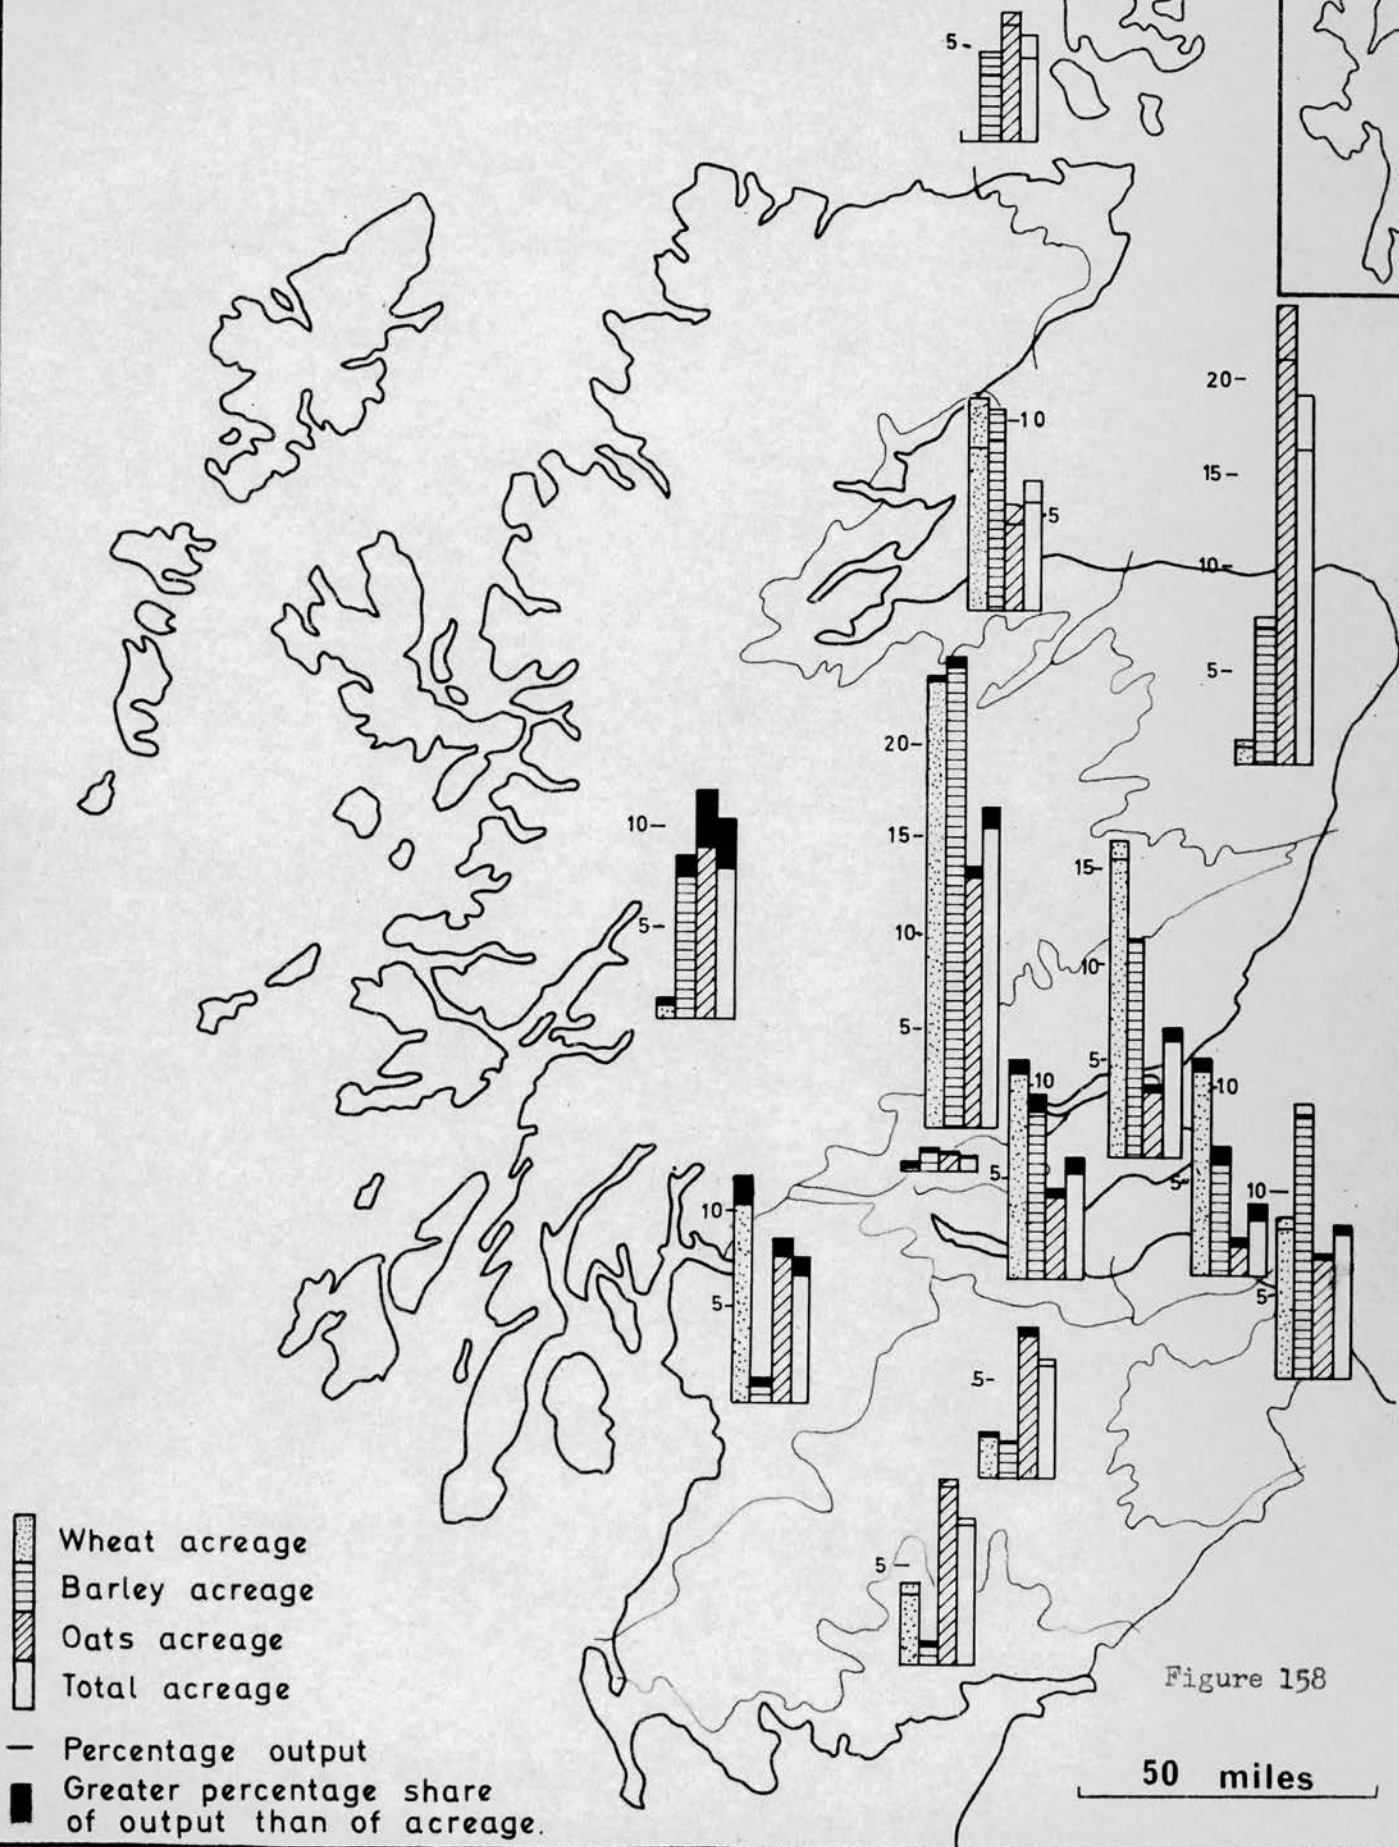 5-
20-
15-
10-
5-
-10
-5
20-
15-
10-
5-
10-
5-
15-
10-
5-
-10
5-
-10
5-
10-
5-
10-
5-
5-
5-
Wheat acreage
Barley acreage
Oats acreage
Total acreage
— Percentage output
Greater percentage share
of output than of acreage.
Figure 158
50 miles